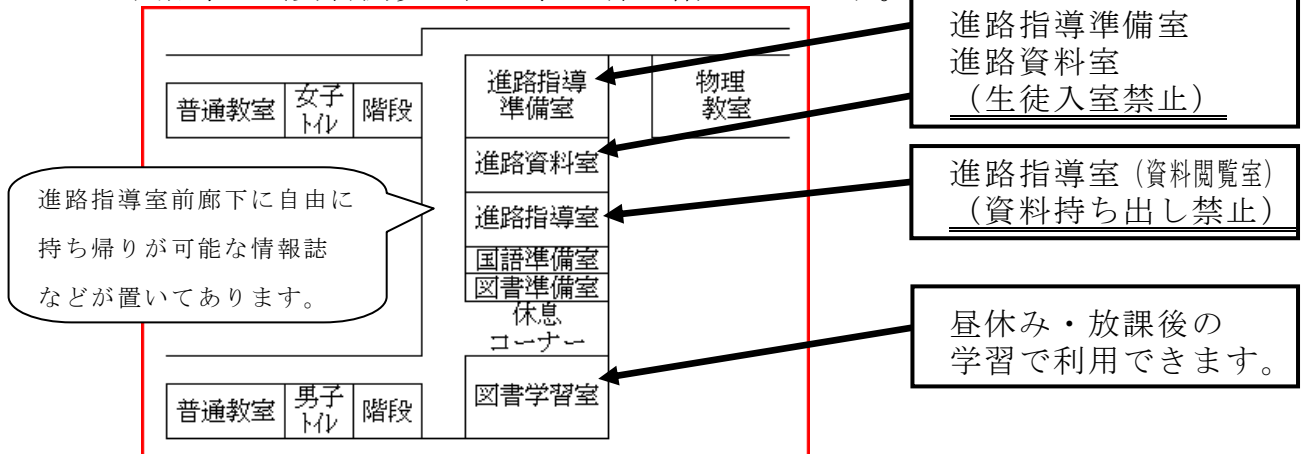 進路指導準備室
進路資料室
（生徒入室禁止）
進路指導
準備室
物理
教室
普通教室
女子
トイレ
階段
進路資料室
進路指導室（資料閲覧室）
（資料持ち出し禁止）
進路指導室前廊下に自由に
持ち帰りが可能な情報誌
などが置いてあります。
進路指導室
国語準備室
図書準備室
休息
コーナー
昼休み・放課後の
学習で利用できます。
普通教室
男子
トイレ
階段
図書学習室